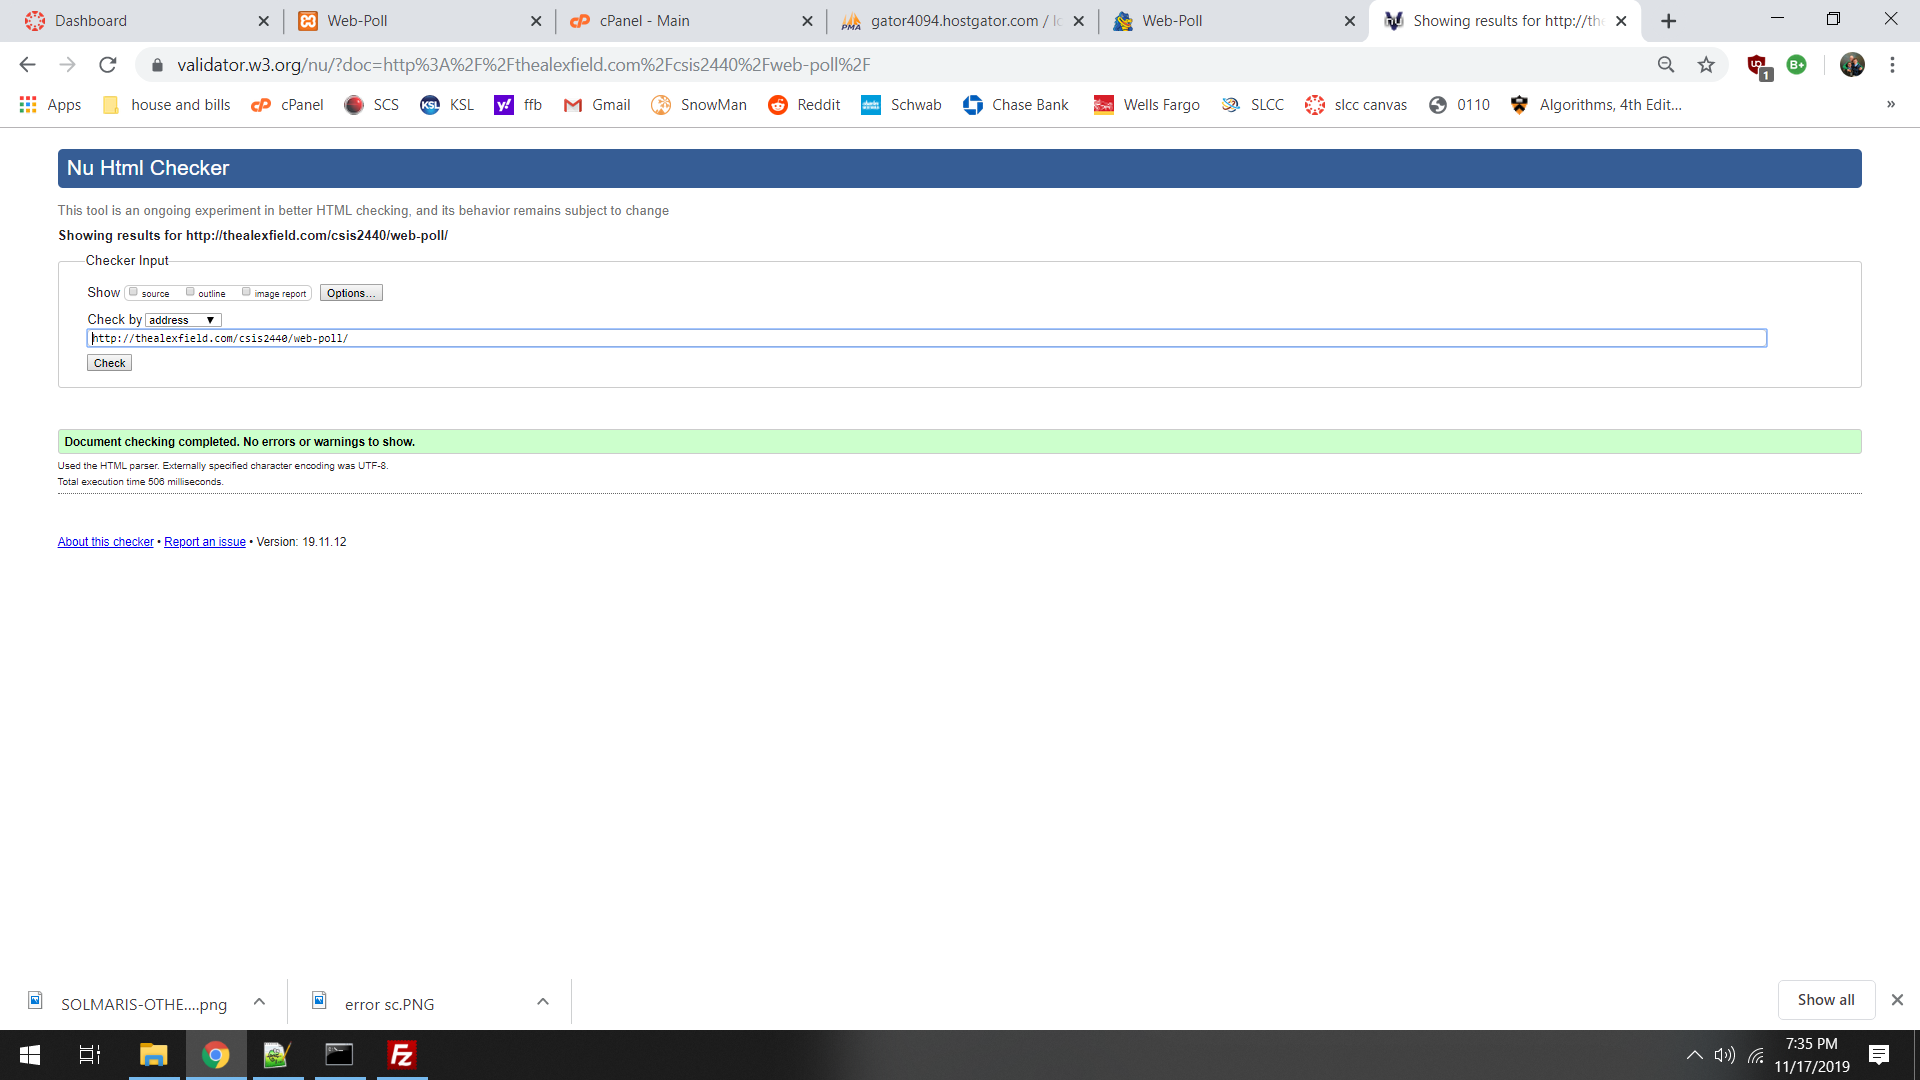 Dashboard
Web-Poll
cPanel - Main
gator4094.hostgator.com / lo
Web-Poll
Showing results for http://the
validator.w3.org/nu/?doc=http%3A%2F%2Fthealexfield.com%2Fcsis2440%2Fweb-poll%2F
1
B+
Apps
house and bills
cPanel
SCS
KSL
ffb
Gmail
SnowMan
Reddit
Schwab
Chase Bank
Wells Fargo
SLCC
slcc canvas
0110
Algorithms, 4th Edit...
»
Nu Html Checker
This tool is an ongoing experiment in better HTML checking, and its behavior remains subject to change
Showing results for http://thealexfield.com/csis2440/web-poll/
Checker Input
Show source outline image report Options...
Check by address
http://thealexfield.com/csis2440/web-poll/
Check
Document checking completed. No errors or warnings to show.
Used the HTML parser. Externally specified character encoding was UTF-8.
Total execution time 506 milliseconds.
About this checker • Report an issue • Version: 19.11.12
SOLMARIS-OTHE....png
error sc.PNG
Show all
7:35 PM
11/17/2019